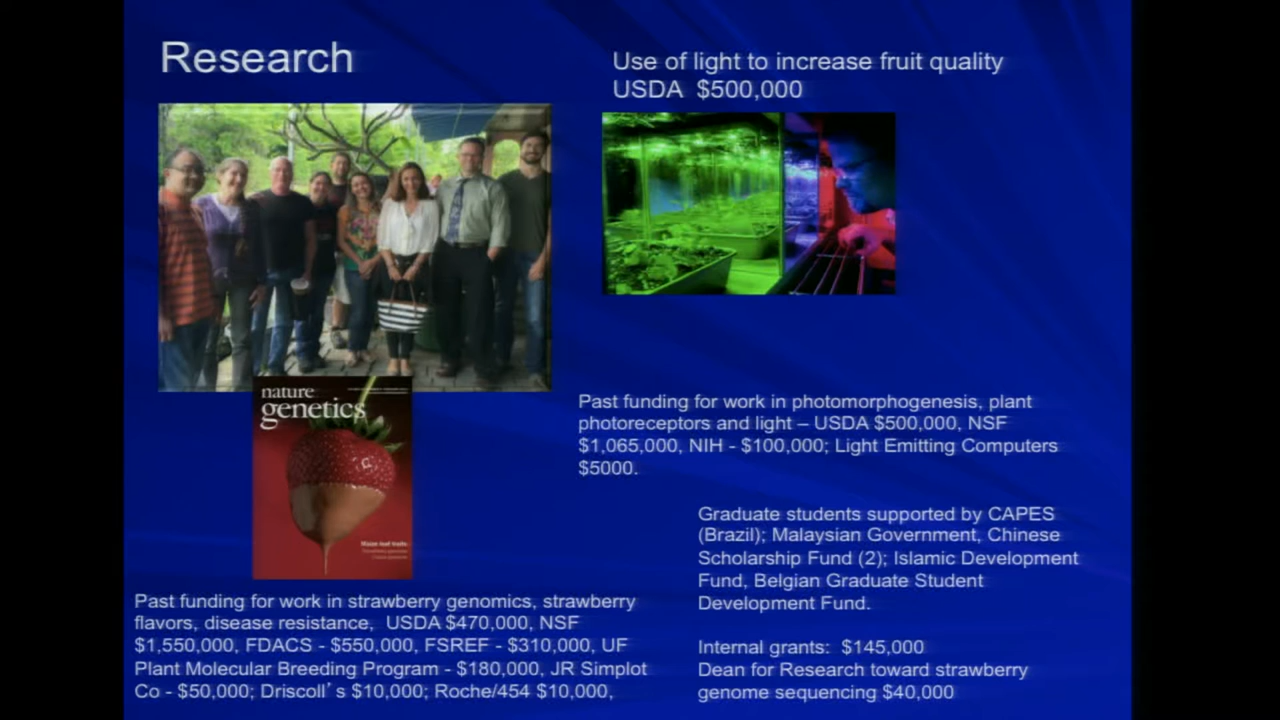 Research
Use of light to increase fruit quality
USDA $500,000
nature
genetics
Past funding for work in photomorphogenesis, plant
photoreceptors and light – USDA $500,000, NSF
$1,065,000, NIH - $100,000; Light Emitting Computers
$5000.
Graduate students supported by CAPES
(Brazil); Malaysian Government, Chinese
Scholarship Fund (2); Islamic Development
Fund, Belgian Graduate Student
Development Fund.
Past funding for work in strawberry genomics, strawberry
flavors, disease resistance, USDA $470,000, NSF
$1,550,000, FDACS - $550,000, FSREF - $310,000, UF
Plant Molecular Breeding Program - $180,000, JR Simplot
Co - $50,000; Driscoll's $10,000; Roche/454 $10,000,
Internal grants: $145,000
Dean for Research toward strawberry
genome sequencing $40,000